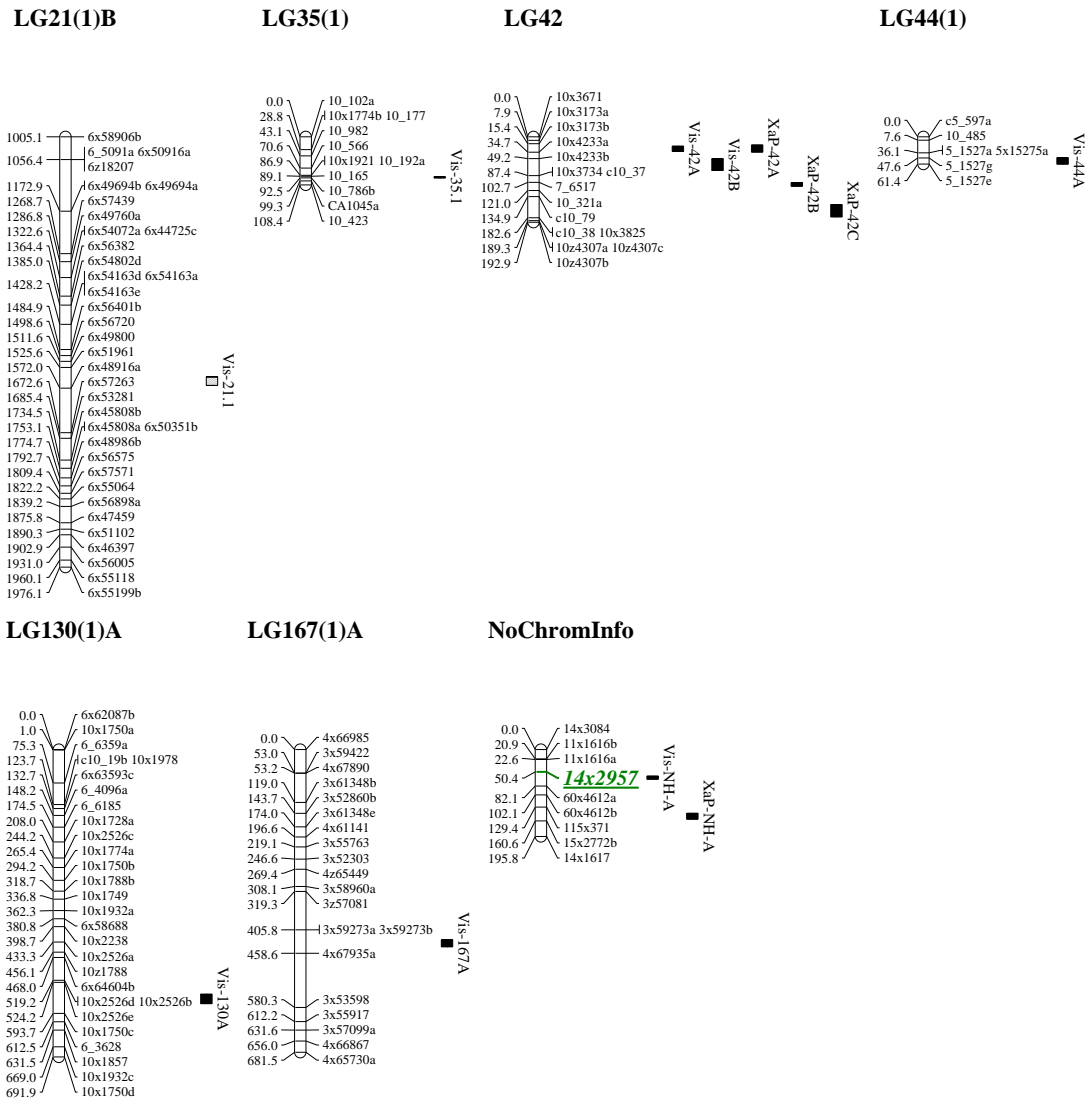 LG21(1)B
1005.1 6x58906b
6_5091a 6x50916a
1056.4 6z18207
1172.9 6x49694b 6x49694a
1268.7 6x57439
1286.8 6x49760a
1322.6 6x54072a 6x44725c
1364.4 6x56382
1385.0 6x54802d
6x54163d 6x54163a
1428.2 6x54163e
1484.9 6x56401b
1498.6 6x56720
1511.6 6x49800
1525.6 6x51961
1572.0 6x48916a
1672.6 6x57263
1685.4 6x53281
1734.5 6x45808b
1753.1 6x45808a 6x50351b
1774.7 6x48986b
1792.7 6x56575
1809.4 6x57571
1822.2 6x55064
1839.2 6x56898a
1875.8 6x47459
1890.3 6x51102
1902.9 6x46397
1931.0 6x56005
1960.1 6x55118
1976.1 6x55199b
Vis-21.1
LG35(1)
0.0 10_102a
28.8 10x1774b 10_177
43.1 10_982
70.6 10_566
86.9 10x1921 10_192a
89.1 10_165
92.5 10_786b
99.3 CA1045a
108.4 10_423
Vis-35.1
LG42
0.0 10x3671
7.9 10x3173a
15.4 10x3173b
34.7 10x4233a
49.2 10x4233b
87.4 10x3734 c10_37
102.7 7_6517
121.0 10_321a
134.9 c10_79
182.6 c10_38 10x3825
189.3 10z4307a 10z4307c
192.9 10z4307b
Vis-42A
Vis-42B
XaP-42A
XaP-42B
XaP-42C
LG44(1)
0.0 c5_597a
7.6 10_485
36.1 5_1527a 5x15275a
47.6 5_1527g
61.4 5_1527e
Vis-44A
LG130(1)A
0.0 6x62087b
1.0 10x1750a
75.3 6_6359a
123.7 c10_19b 10x1978
132.7 6x63593c
148.2 6_4096a
174.5 6_6185
208.0 10x1728a
244.2 10x2526c
265.4 10x1774a
294.2 10x1750b
318.7 10x1788b
336.8 10x1749
362.3 10x1932a
380.8 6x58688
398.7 10x2238
433.3 10x2526a
456.1 10z1788
468.0 6x64604b
519.2 10x2526d 10x2526b
524.2 10x2526e
593.7 10x1750c
612.5 6_3628
631.5 10x1857
669.0 10x1932c
691.9 10x1750d
Vis-130A
LG167(1)A
0.0 4x66985
53.0 3x59422
53.2 4x67890
119.0 3x61348b
143.7 3x52860b
174.0 3x61348e
196.6 4x61141
219.1 3x55763
246.6 3x52303
269.4 4z65449
308.1 3x58960a
319.3 3z57081
405.8 3x59273a 3x59273b
458.6 4x67935a
580.3 3x53598
612.2 3x55917
631.6 3x57099a
656.0 4x66867
681.5 4x65730a
Vis-167A
NoChromInfo
0.0 14x3084
20.9 11x1616b
22.6 11x1616a
50.4 14x2957
82.1 60x4612a
102.1 60x4612b
129.4 115x371
160.6 15x2772b
195.8 14x1617
Vis-NH-A
XaP-NH-A